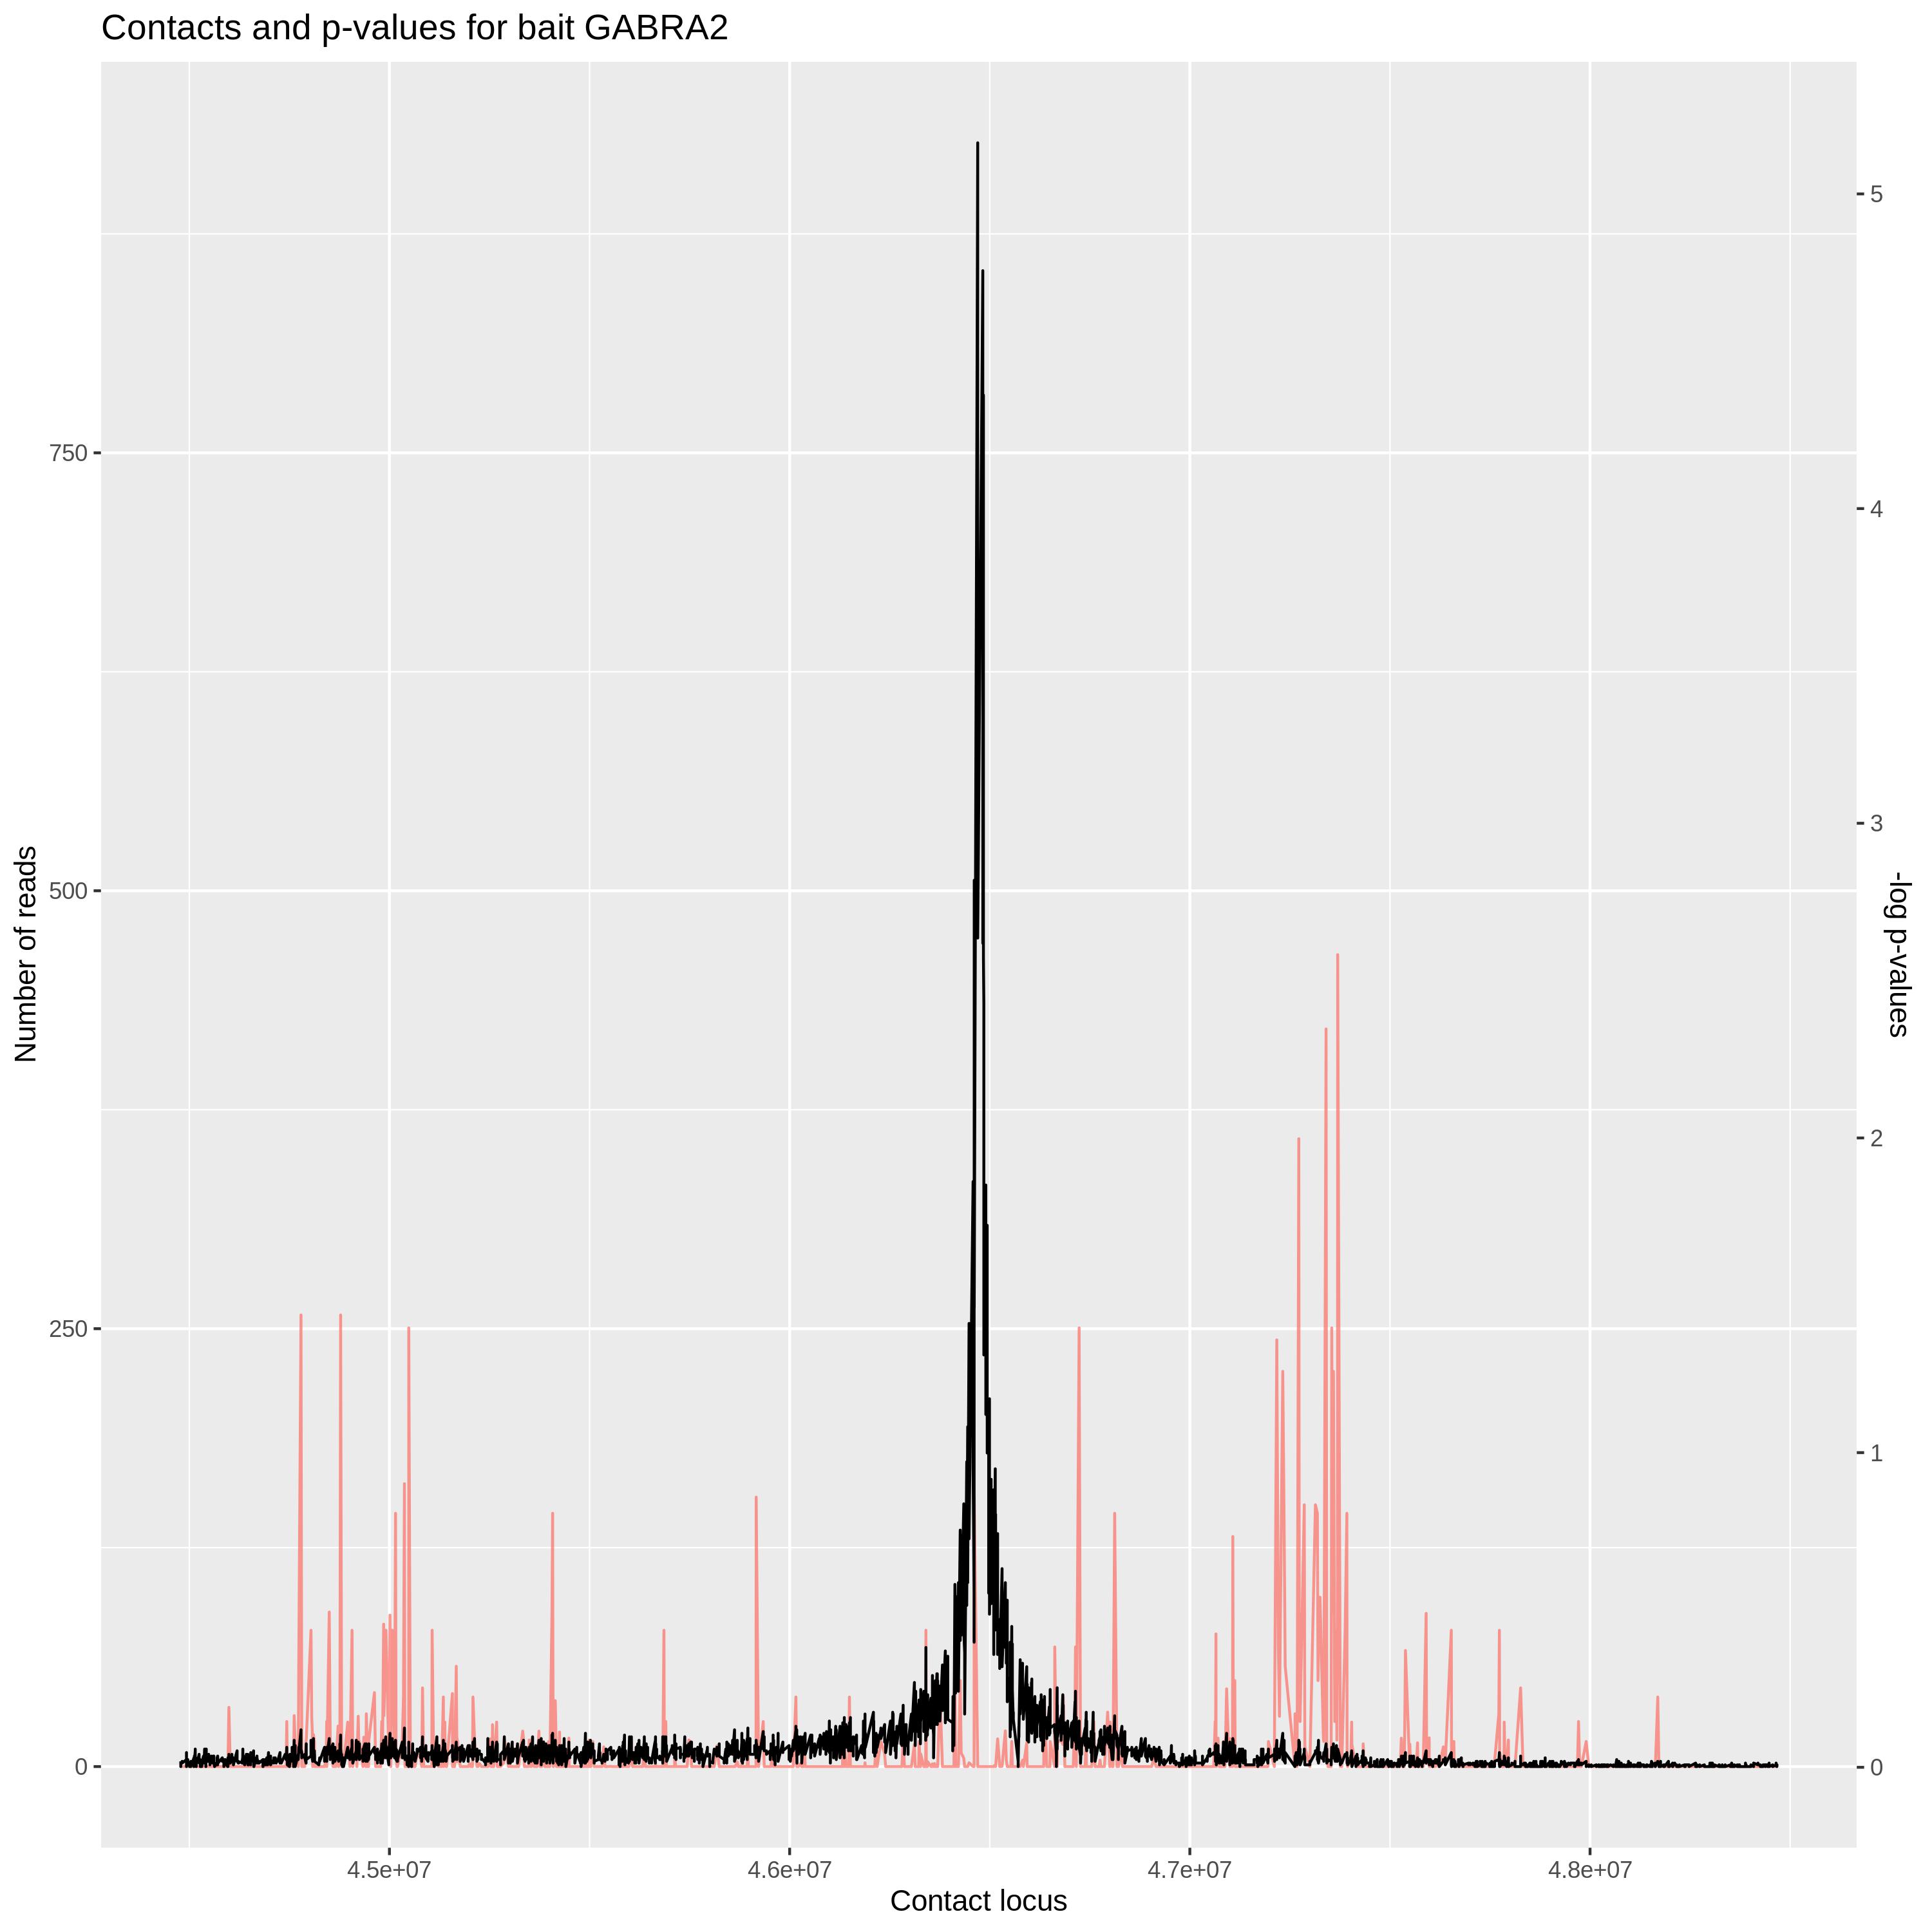 Contacts and p-values for bait GABRA2
Number of reads
750
500
250
0
5
4
3
2
1
0
-log p-values
4.5e+07 4.6e+07 4.7e+07 4.8e+07
Contact locus